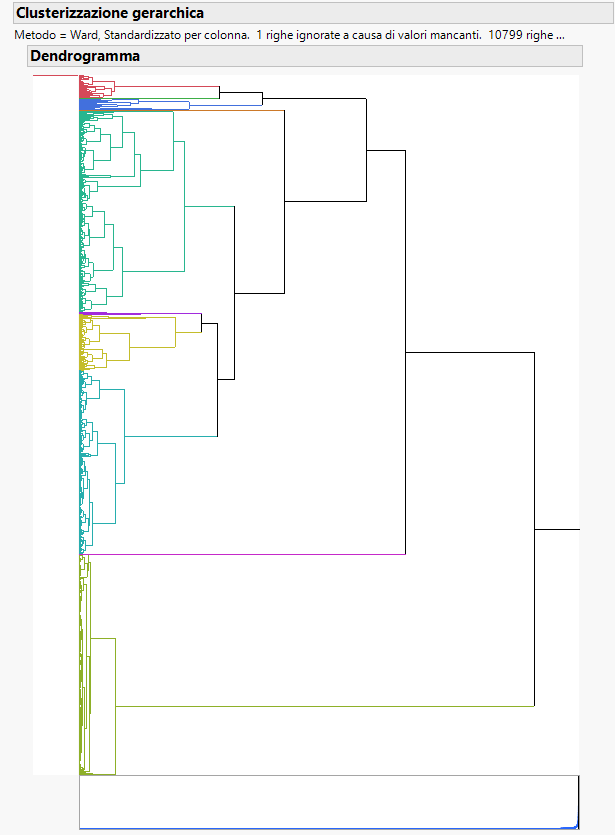 Clusterizzazione gerarchica
Metodo = Ward, Standardizzato per colonna. 1 righe ignorate a causa di valori mancanti. 10799 righe ...
Dendrogramma